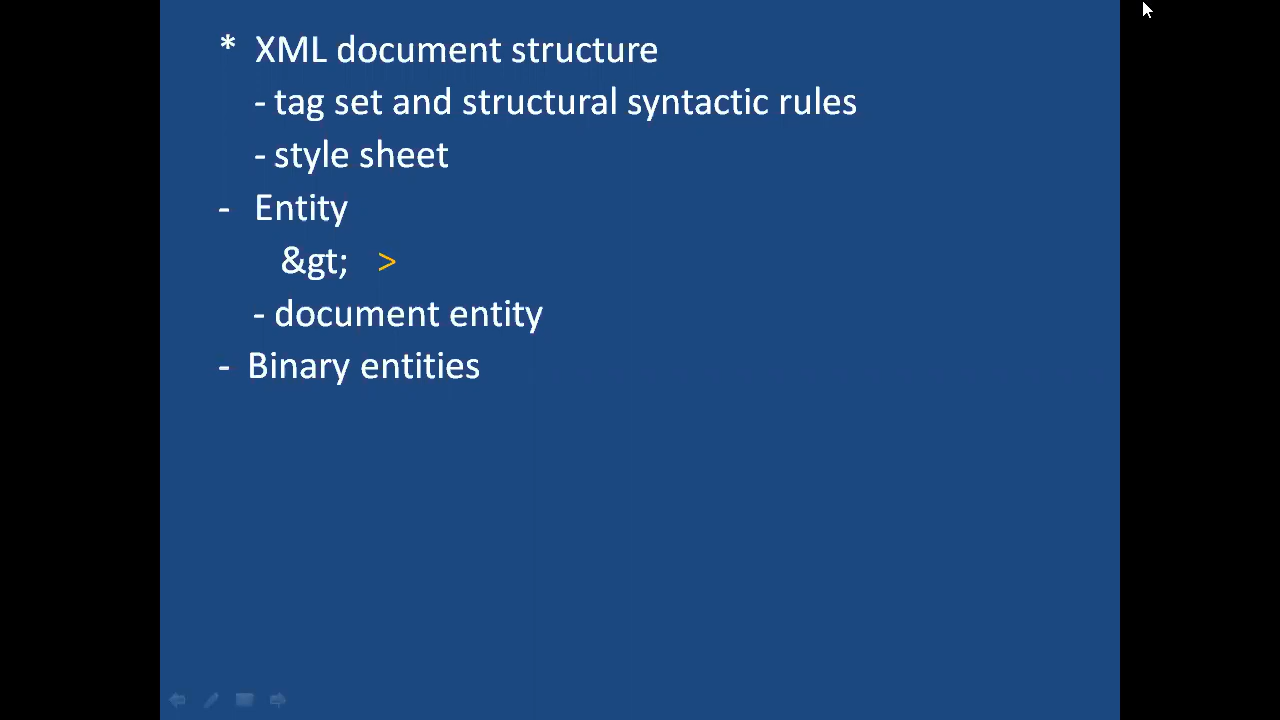 * XML document structure
- tag set and structural syntactic rules
- style sheet
- Entity
&gt; >
- document entity
- Binary entities